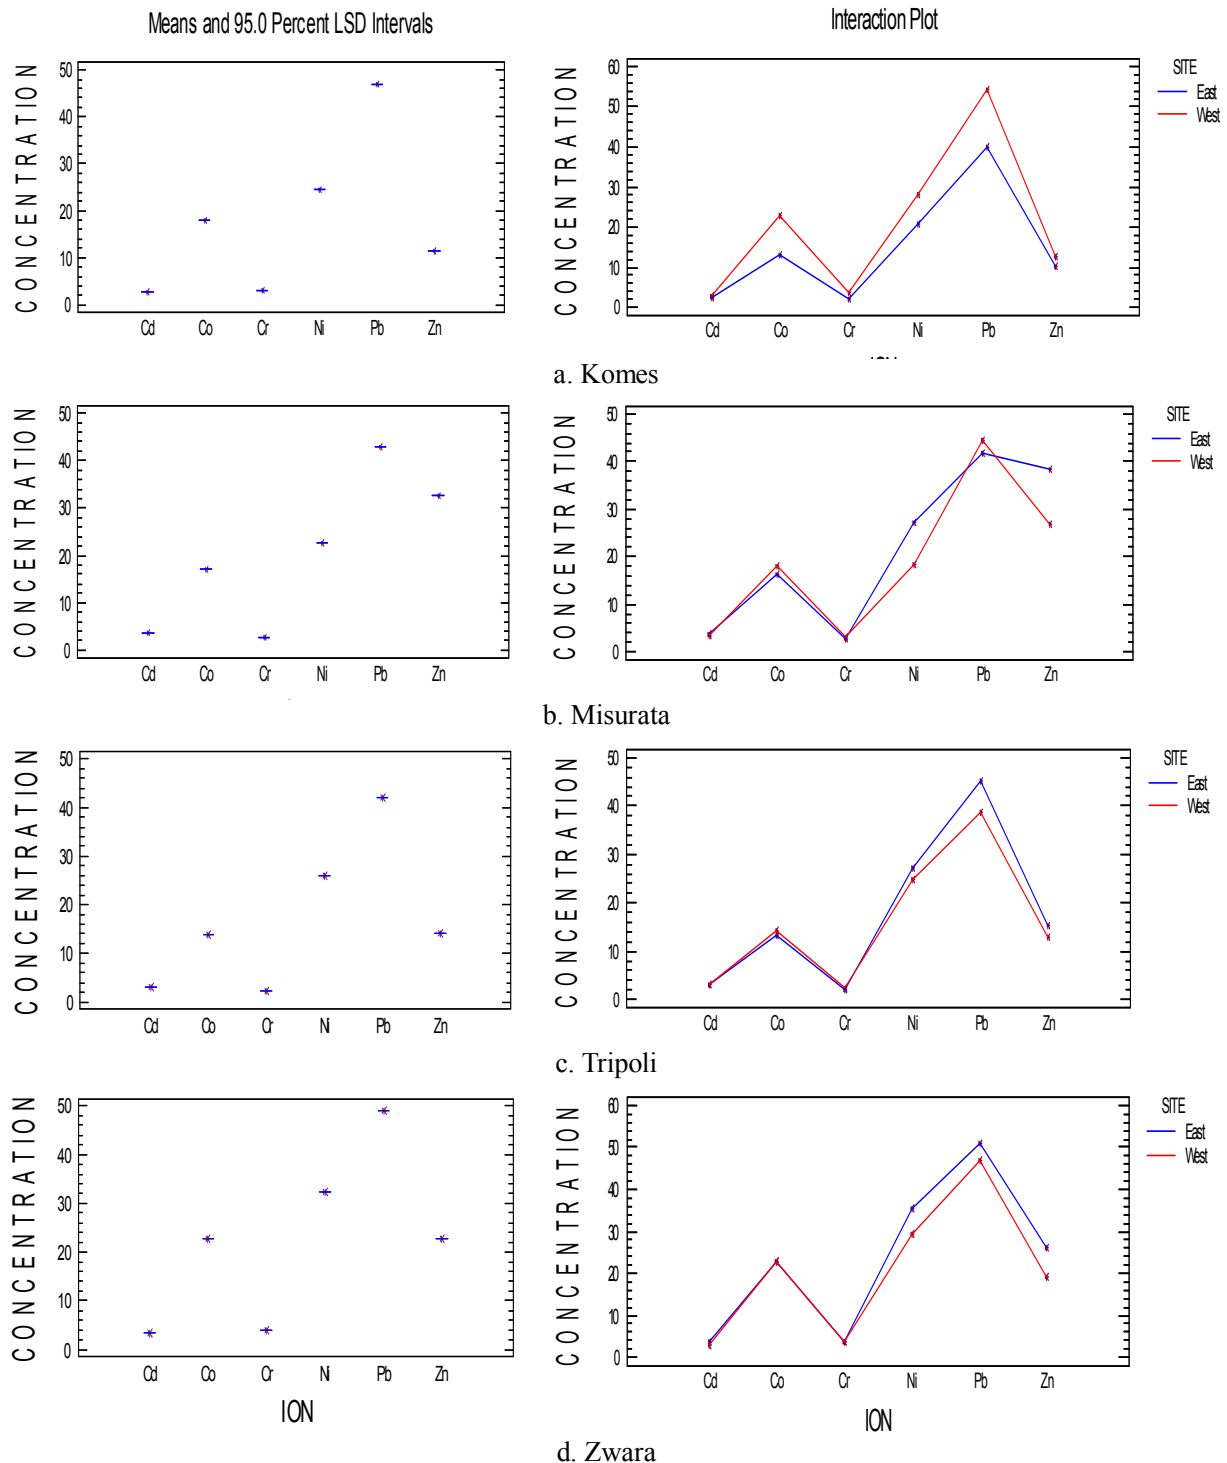 Means and 95.0 Percent LSD Intervals
Interaction Plot
CONCENTRATION
50
40
30
20
10
0
Cd Co Cr Ni Pb Zn
CONCENTRATION
60
50
40
30
20
10
0
Cd Co Cr Ni Pb Zn
SITE
East
West
a. Komes
CONCENTRATION
50
40
30
20
10
0
Cd Co Cr Ni Pb Zn
CONCENTRATION
50
40
30
20
10
0
Cd Co Cr Ni Pb Zn
SITE
East
West
b. Misurata
CONCENTRATION
50
40
30
20
10
0
Cd Co Cr Ni Pb Zn
CONCENTRATION
50
40
30
20
10
0
Cd Co Cr Ni Pb Zn
SITE
East
West
c. Tripoli
CONCENTRATION
50
40
30
20
10
0
Cd Co Cr Ni Pb Zn
ION
CONCENTRATION
60
50
40
30
20
10
0
Cd Co Cr Ni Pb Zn
ION
SITE
East
West
d. Zwara